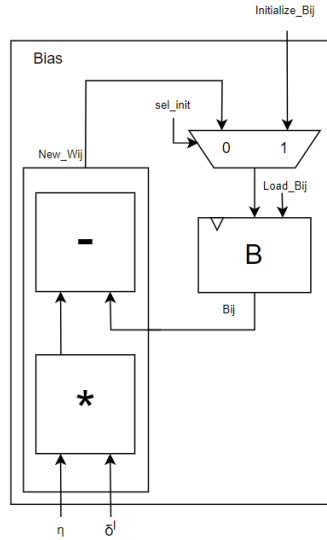 Initialize_Bij
Bias
sel_init
New_Wij
0 1
Load_Bij
-
B
Bij
*
η δˡ